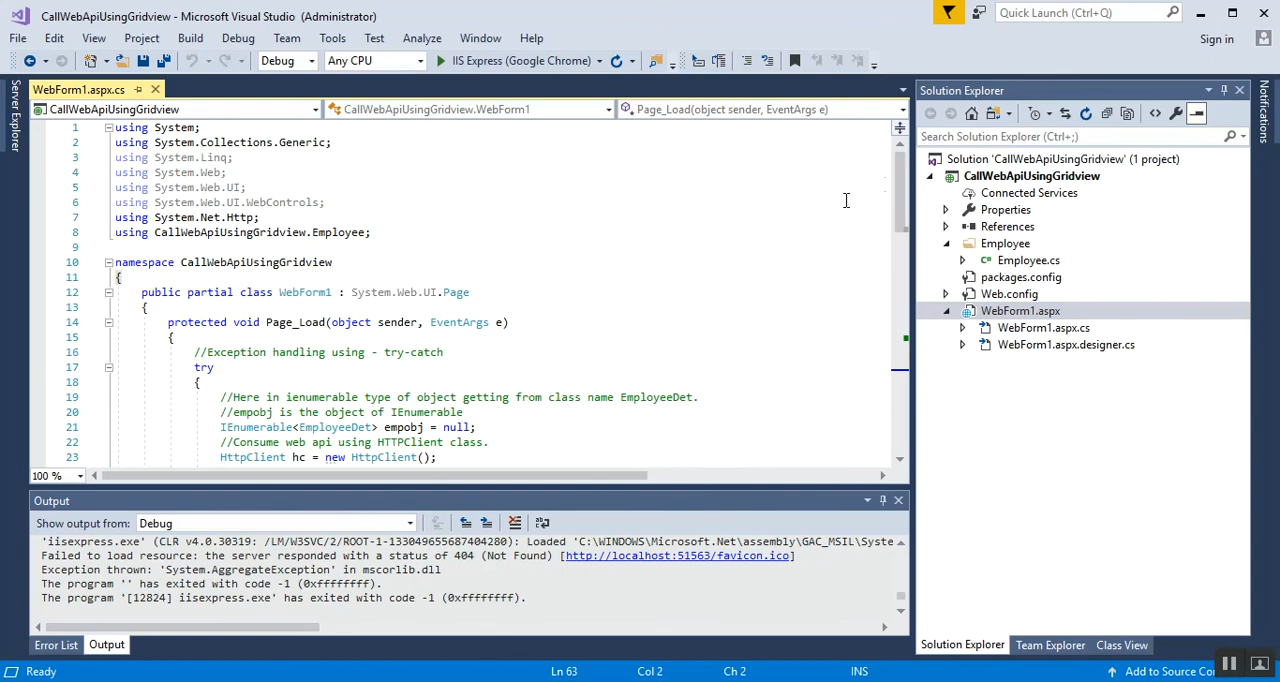 CallWebApiUsingGridview - Microsoft Visual Studio (Administrator)
Quick Launch (Ctrl+Q)
File Edit View Project Build Debug Team Tools Test Analyze Window Help
Sign in
Debug Any CPU IIS Express (Google Chrome)
Server Explorer
WebForm1.aspx.cs
CallWebApiUsingGridview CallWebApiUsingGridview.WebForm1 Page_Load(object sender, EventArgs e)
1 using System;
2 using System.Collections.Generic;
3 using System.Linq;
4 using System.Web;
5 using System.Web.UI;
6 using System.Web.UI.WebControls;
7 using System.Net.Http;
8 using CallWebApiUsingGridview.Employee;
9
10 namespace CallWebApiUsingGridview
11 {
12 public partial class WebForm1 : System.Web.UI.Page
13 {
14 protected void Page_Load(object sender, EventArgs e)
15 {
16 //Exception handling using - try-catch
17 try
18 {
19 //Here in ienumerable type of object getting from class name EmployeeDet.
20 //empobj is the object of IEnumerable
21 IEnumerable<EmployeeDet> empobj = null;
22 //Consume web api using HTTPClient class.
23 HttpClient hc = new HttpClient();
100 %
Output
Show output from: Debug
'iisexpress.exe' (CLR v4.0.30319: /LM/W3SVC/2/ROOT-1-133049655687404280): Loaded 'C:\WINDOWS\Microsoft.Net\assembly\GAC_MSIL\Syste
Failed to load resource: the server responded with a status of 404 (Not Found) [http://localhost:51563/favicon.ico]
Exception thrown: 'System.AggregateException' in mscorlib.dll
The program '' has exited with code -1 (0xffffffff).
The program '[12824] iisexpress.exe' has exited with code -1 (0xffffffff).
Error List Output
Solution Explorer
Search Solution Explorer (Ctrl+;)
Solution 'CallWebApiUsingGridview' (1 project)
CallWebApiUsingGridview
Connected Services
Properties
References
Employee
C# Employee.cs
packages.config
Web.config
WebForm1.aspx
WebForm1.aspx.cs
WebForm1.aspx.designer.cs
Solution Explorer Team Explorer Class View
Notifications
Ready Ln 63 Col 2 Ch 2 INS Add to Source Co